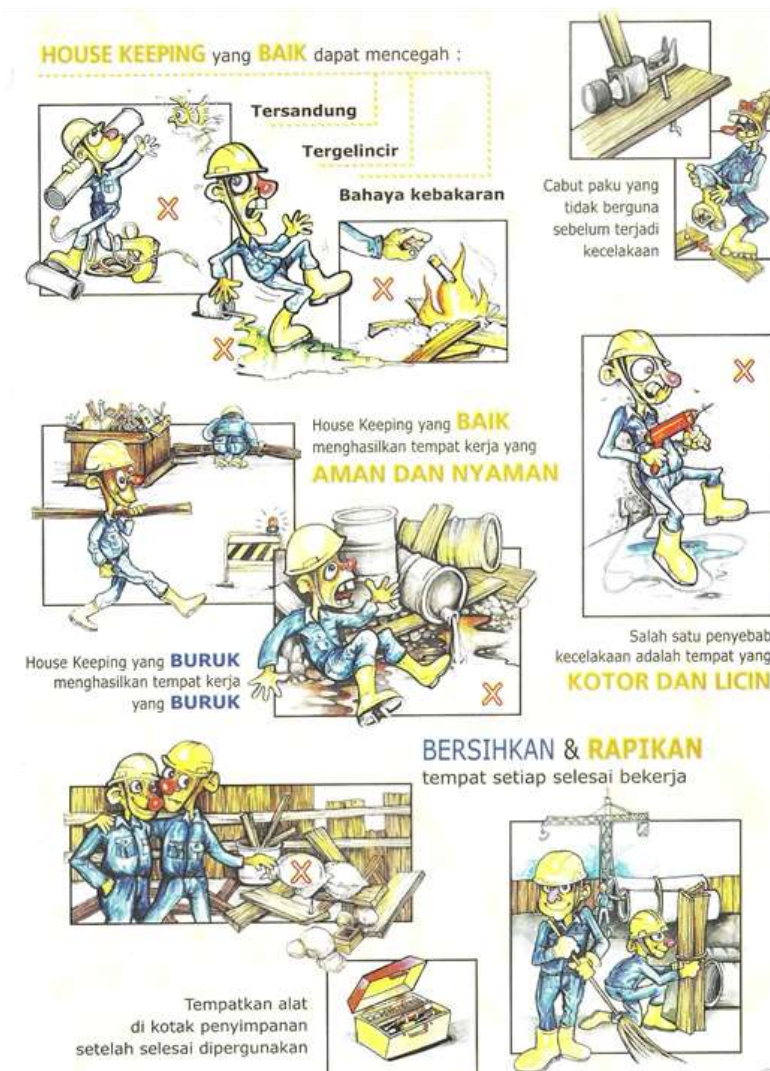 HOUSE KEEPING yang BAIK dapat mencegah :
Tersandung
Tergelincir
Bahaya kebakaran
Cabut paku yang
tidak berguna
sebelum terjadi
kecelakaan
House Keeping yang BAIK
menghasilkan tempat kerja yang
AMAN DAN NYAMAN
House Keeping yang BURUK
menghasilkan tempat kerja
yang BURUK
Salah satu penyebab
kecelakaan adalah tempat yang
KOTOR DAN LICIN
BERSIHKAN & RAPIKAN
tempat setiap selesai bekerja
Tempatkan alat
di kotak penyimpanan
setelah selesai dipergunakan